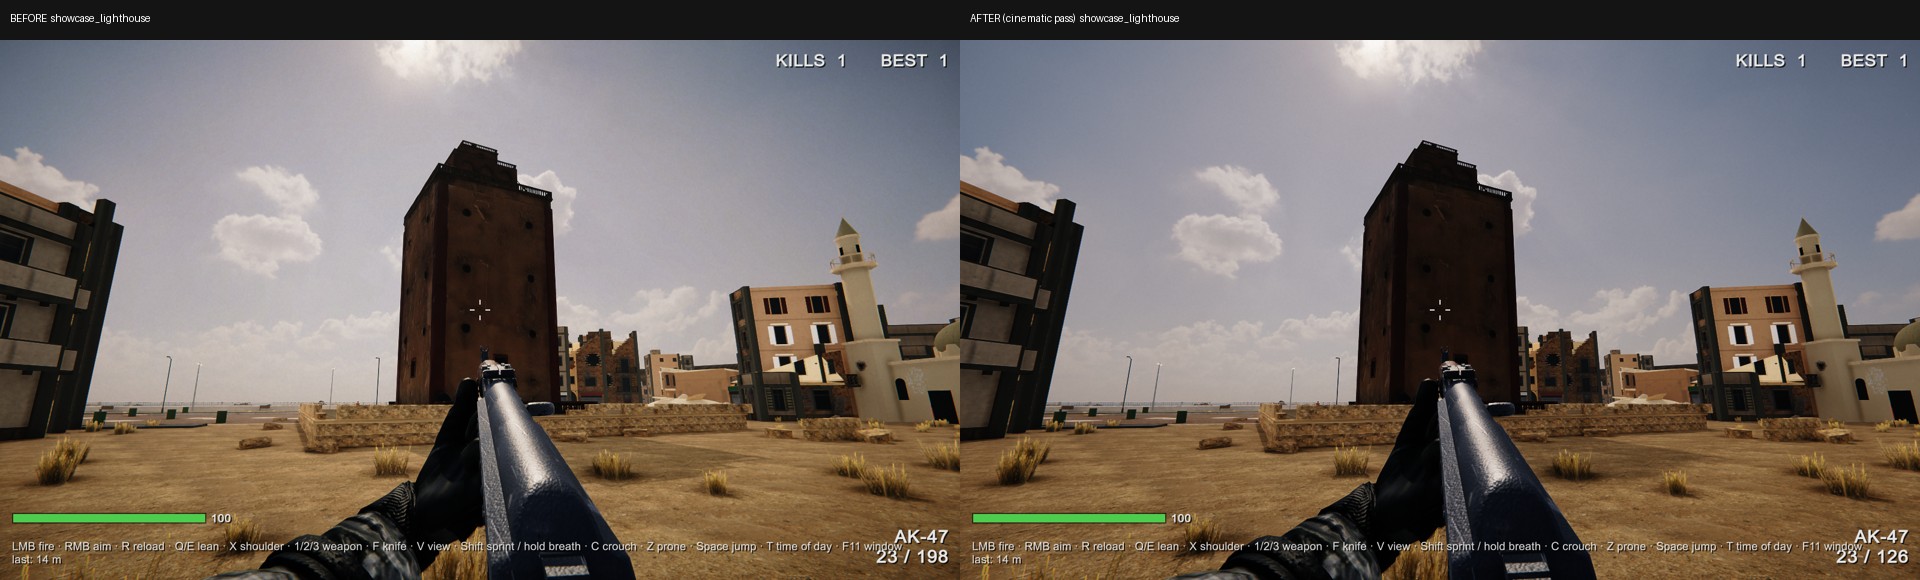 BEFORE showcase_lighthouse
AFTER (cinematic pass) showcase_lighthouse
KILLS 1 BEST 1
KILLS 1 BEST 1
100
AK-47
LMB fire · RMB aim · R reload · Q/E lean · X shoulder · 1/2/3 weapon · F knife · V view · Shift sprint / hold breath · C crouch · Z prone · Space jump · T time of day · F11 window
last: 14 m
23 / 198
100
AK-47
LMB fire · RMB aim · R reload · Q/E lean · X shoulder · 1/2/3 weapon · F knife · V view · Shift sprint / hold breath · C crouch · Z prone · Space jump · T time of day · F11 window
last: 14 m
23 / 126